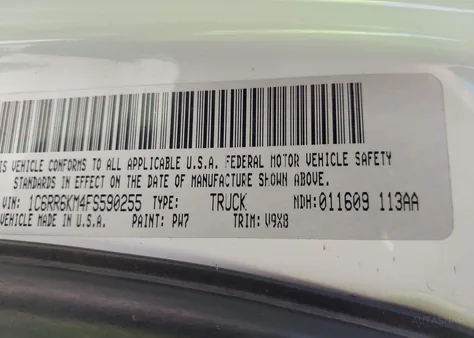 IS VEHICLE CONFORMS TO ALL APPLICABLE U.S.A. FEDERAL MOTOR VEHICLE SAFETY
STANDARDS IN EFFECT ON THE DATE OF MANUFACTURE SHOWN ABOVE.
VIN: 1C6RR6KM4FS590255 TYPE: TRUCK MDH:011609 113AA
VEHICLE MADE IN U.S.A. PAINT: PW7 TRIM:V9X8